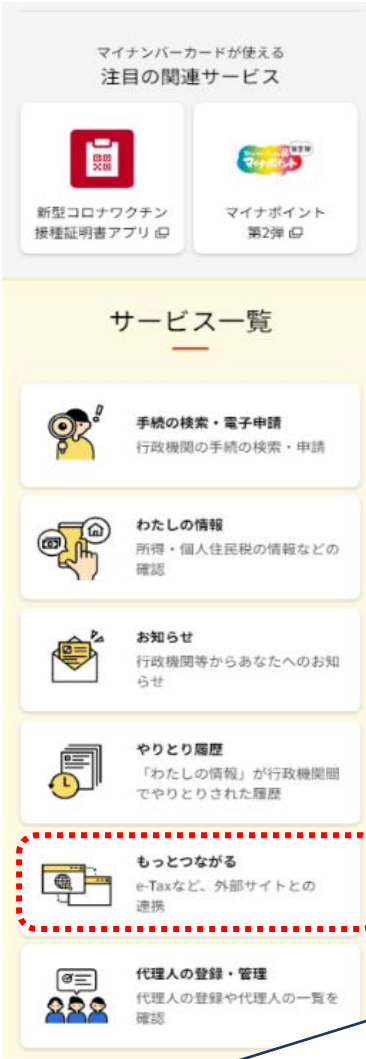 マイナンバーカードが使える
注目の関連サービス
新型コロナワクチン
接種証明書アプリ
マイナポイント
第2弾
サービス一覧
手続の検索・電子申請
行政機関の手続の検索・申請
わたしの情報
所得・個人住民税の情報などの
確認
お知らせ
行政機関等からあなたへのお知
らせ
やりとり履歴
「わたしの情報」が行政機関間
でやりとりされた履歴
もっとつながる
e-Taxなど、外部サイトとの
連携
代理人の登録・管理
代理人の登録や代理人の一覧を
確認